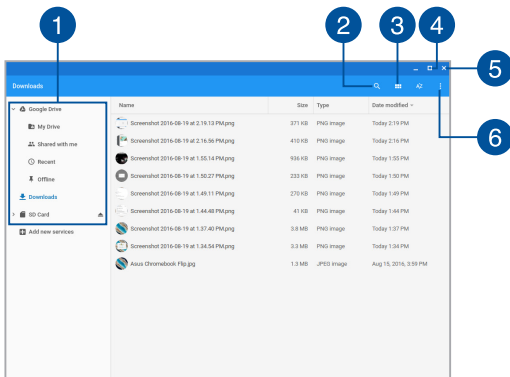 1
2
3
4
5
6
Downloads
Google Drive
My Drive
Shared with me
Recent
Offline
Downloads
SD Card
Add new services
Name Size Type Date modified
Screenshot 2016-08-19 at 2.19.13 PM.png 371 KB PNG image Today 2:19 PM
Screenshot 2016-08-19 at 2.16.56 PM.png 410 KB PNG image Today 2:16 PM
Screenshot 2016-08-19 at 1.55.14 PM.png 936 KB PNG image Today 1:55 PM
Screenshot 2016-08-19 at 1.50.27 PM.png 233 KB PNG image Today 1:50 PM
Screenshot 2016-08-19 at 1.49.11 PM.png 270 KB PNG image Today 1:49 PM
Screenshot 2016-08-19 at 1.44.48 PM.png 41 KB PNG image Today 1:44 PM
Screenshot 2016-08-19 at 1.37.40 PM.png 3.8 MB PNG image Today 1:37 PM
Screenshot 2016-08-19 at 1.34.54 PM.png 3.3 MB PNG image Today 1:34 PM
Asus Chromebook Flip.jpg 1.3 MB JPEG image Aug 15, 2016, 3:59 PM